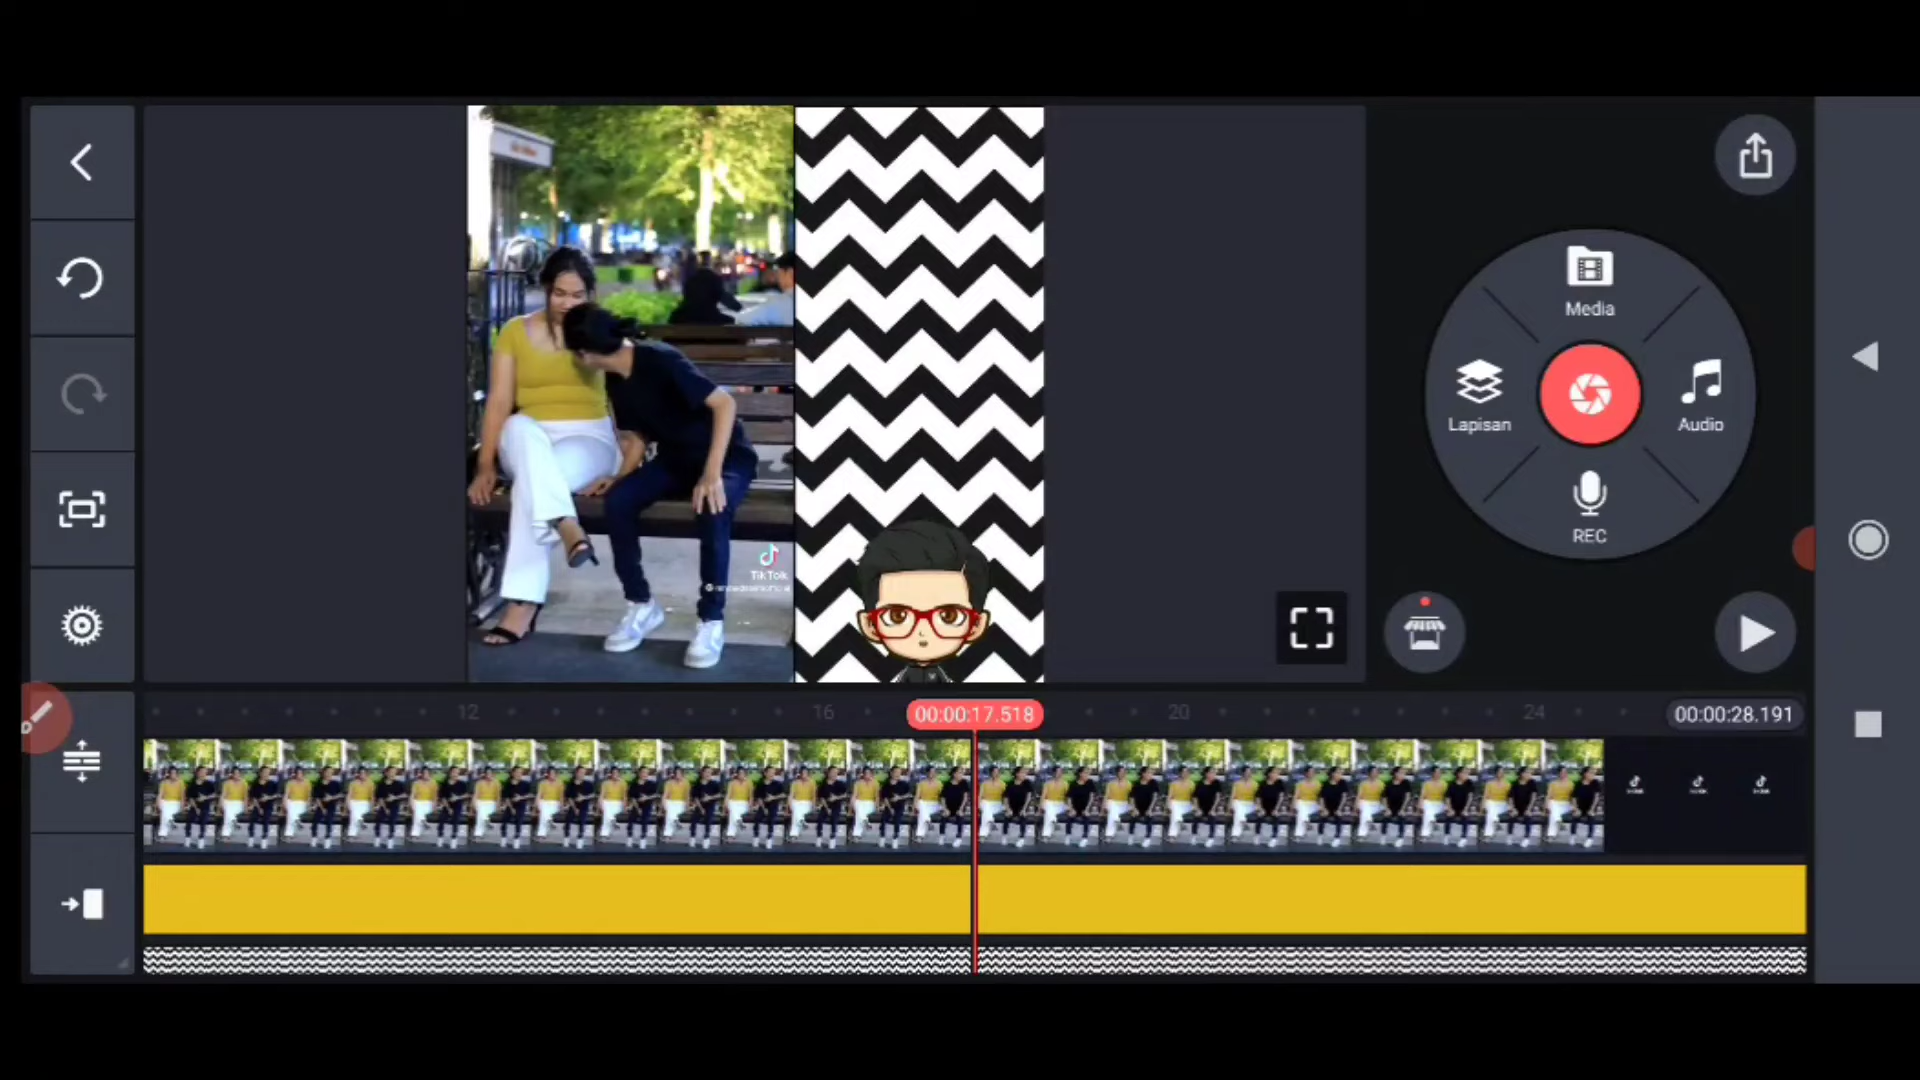 Media
Lapisan
Audio
REC
TikTok
12
16
00:00:17.518
20
24
00:00:28.191